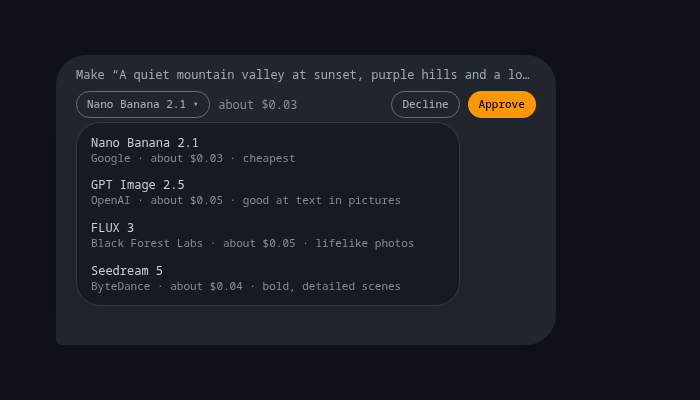 Make “A quiet mountain valley at sunset, purple hills and a lo…
Nano Banana 2.1 ▾ about $0.03 Decline Approve
Nano Banana 2.1
Google · about $0.03 · cheapest
GPT Image 2.5
OpenAI · about $0.05 · good at text in pictures
FLUX 3
Black Forest Labs · about $0.05 · lifelike photos
Seedream 5
ByteDance · about $0.04 · bold, detailed scenes